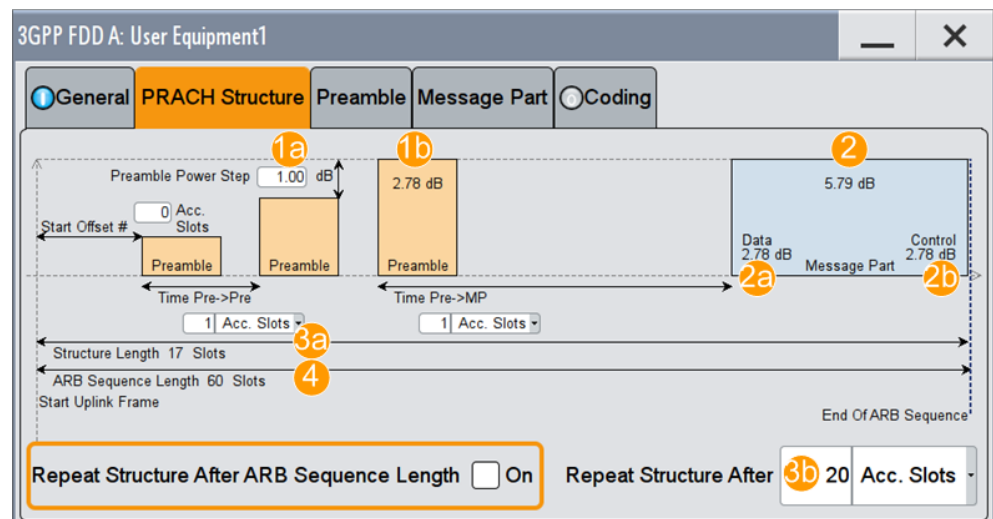 3GPP FDD A: User Equipment1
General PRACH Structure Preamble Message Part Coding
1a 1b 2
Preamble Power Step 1.00 dB 2.78 dB 5.79 dB
0 Acc. Slots
Start Offset #
Data 2.78 dB
Control 2.78 dB
Preamble Preamble Preamble Message Part
2a 2b
Time Pre->Pre Time Pre->MP
1 Acc. Slots 1 Acc. Slots
3a
Structure Length 17 Slots
ARB Sequence Length 60 Slots 4
Start Uplink Frame
End Of ARB Sequence
Repeat Structure After ARB Sequence Length On Repeat Structure After 3b 20 Acc. Slots